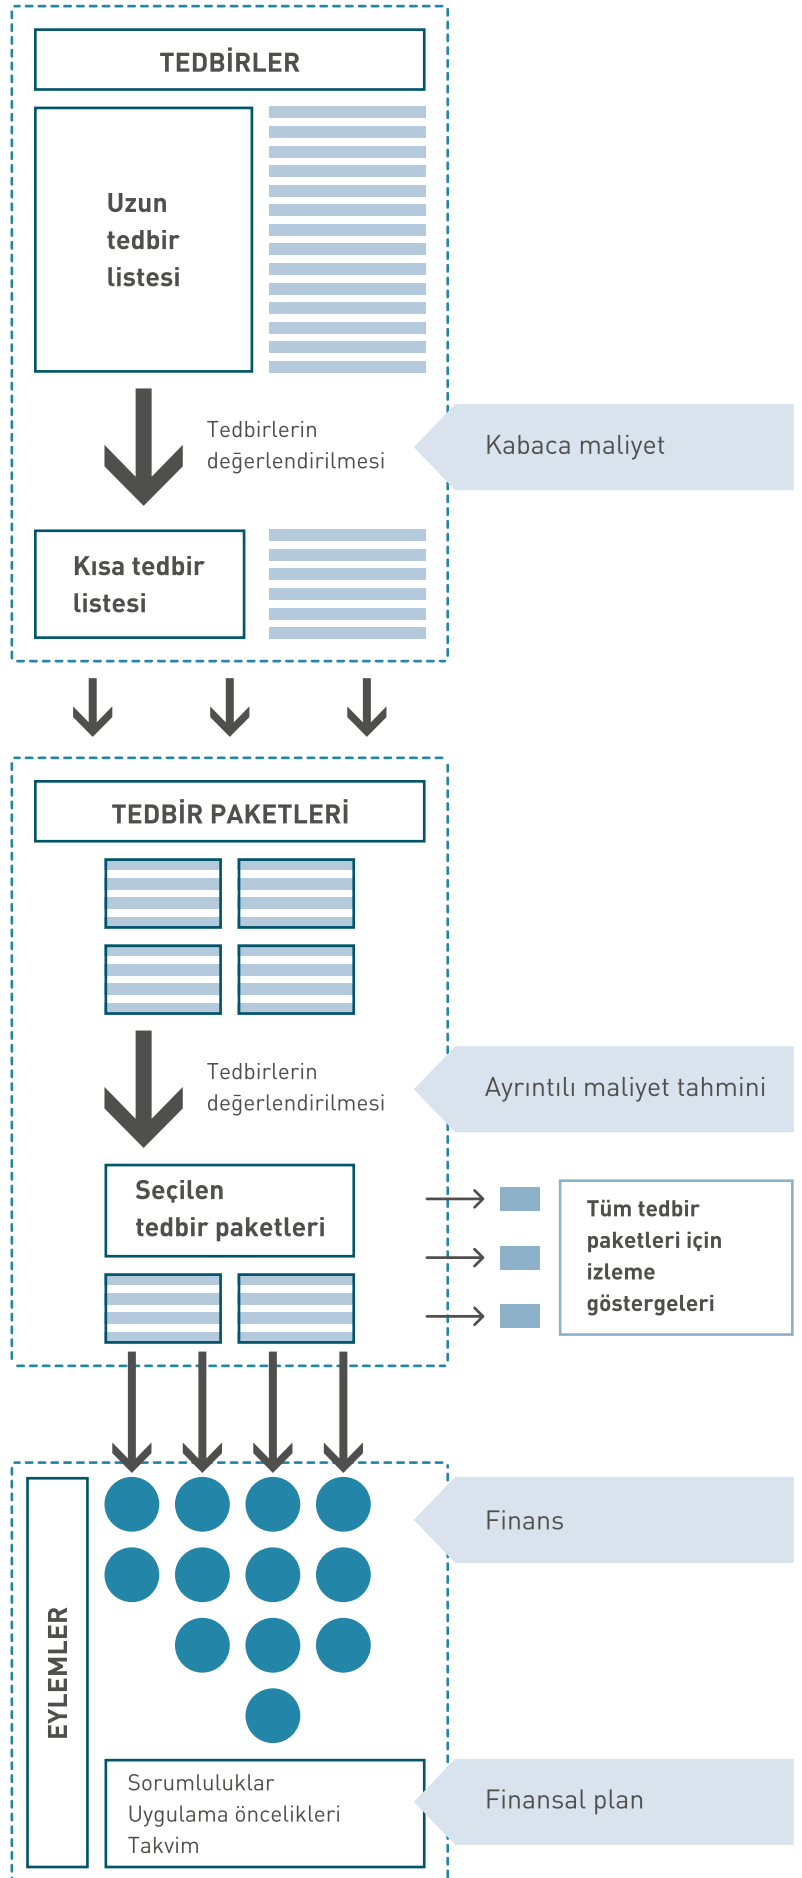 TEDBİRLER
Uzun
tedbir
listesi
Tedbirlerin
değerlendirilmesi
Kabaca maliyet
Kısa tedbir
listesi
TEDBİR PAKETLERİ
Tedbirlerin
değerlendirilmesi
Ayrıntılı maliyet tahmini
Seçilen
tedbir paketleri
Tüm tedbir
paketleri için
izleme
göstergeleri
EYLEMLER
Finans
Sorumluluklar
Uygulama öncelikleri
Takvim
Finansal plan